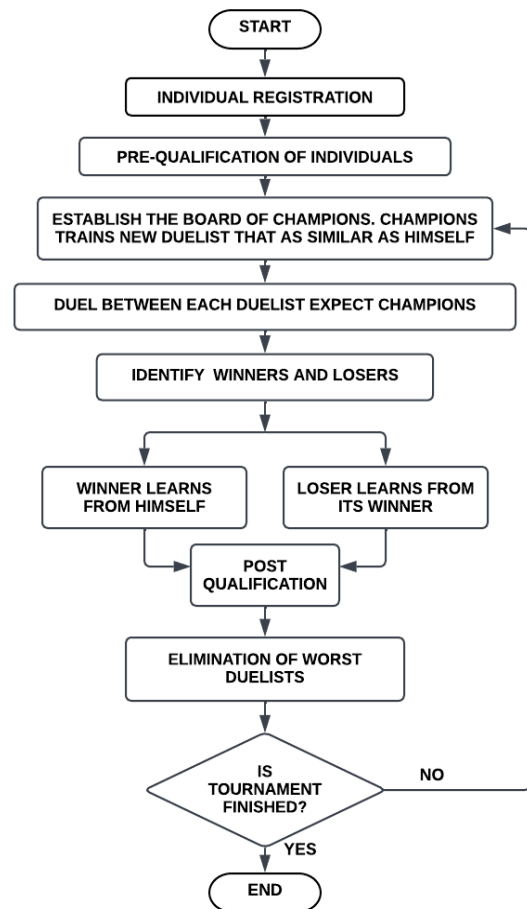 START
INDIVIDUAL REGISTRATION
PRE-QUALIFICATION OF INDIVIDUALS
ESTABLISH THE BOARD OF CHAMPIONS. CHAMPIONS
TRAINS NEW DUELIST THAT AS SIMILAR AS HIMSELF
DUEL BETWEEN EACH DUELIST EXPECT CHAMPIONS
IDENTIFY WINNERS AND LOSERS
WINNER LEARNS
FROM HIMSELF
LOSER LEARNS FROM
ITS WINNER
POST
QUALIFICATION
ELIMINATION OF WORST
DUELISTS
IS
TOURNAMENT
FINISHED?
NO
YES
END